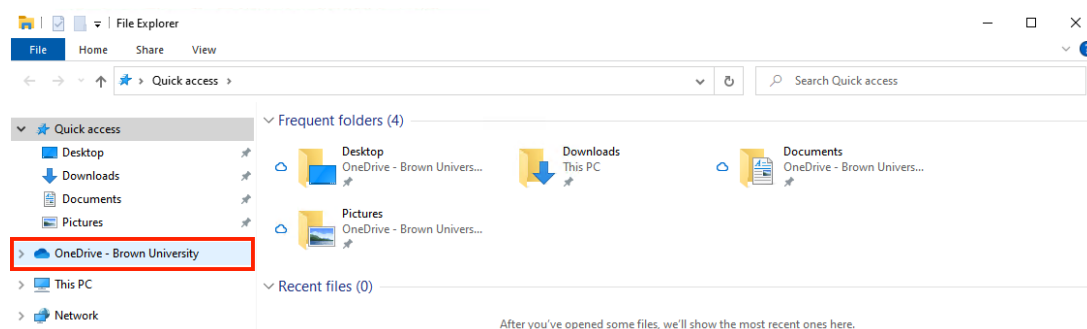 File Explorer
File Home Share View
Quick access Search Quick access
Quick access
Desktop
Downloads
Documents
Pictures
OneDrive - Brown University
This PC
Network
Frequent folders (4)
Desktop
OneDrive - Brown Univers...
Downloads
This PC
Documents
OneDrive - Brown Univers...
Pictures
OneDrive - Brown Univers...
Recent files (0)
After you've opened some files, we'll show the most recent ones here.